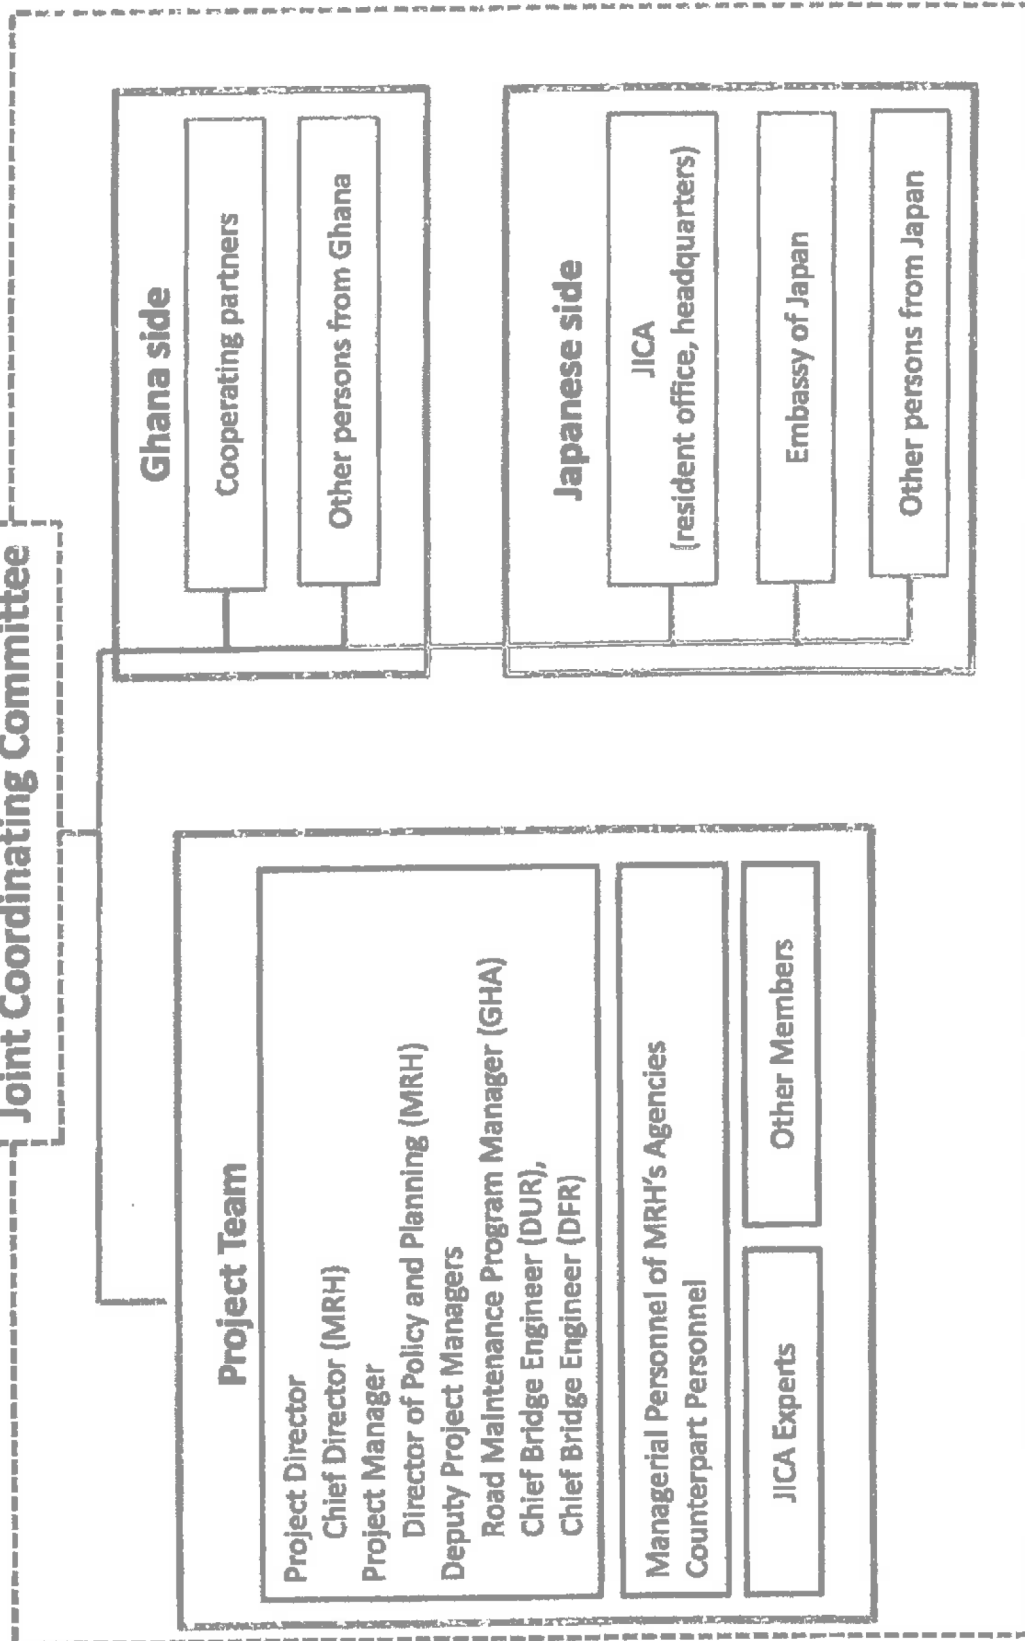 Joint Coordinating Committee
Project Team
Project Director
Chief Director (MRH)
Project Manager
Director of Policy and Planning (MRH)
Deputy Project Managers
Road Maintenance Program Manager (GHA)
Chief Bridge Engineer (DUR),
Chief Bridge Engineer (DFR)
Managerial Personnel of MRH's Agencies
Counterpart Personnel
JICA Experts
Other Members
Ghana side
Cooperating partners
Other persons from Ghana
Japanese side
JICA
(resident office, headquarters)
Embassy of Japan
Other persons from Japan